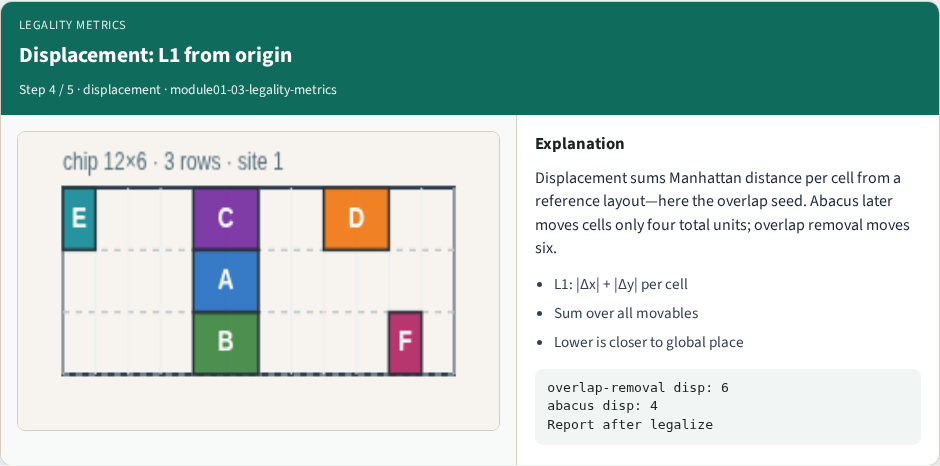 LEGALITY METRICS
Displacement: L1 from origin
Step 4 / 5 · displacement · module01-03-legality-metrics
chip 12×6 · 3 rows · site 1
E C D
A
B F
Explanation
Displacement sums Manhattan distance per cell from a
reference layout—here the overlap seed. Abacus later
moves cells only four total units; overlap removal moves
six.
• L1: |Δx| + |Δy| per cell
• Sum over all movables
• Lower is closer to global place
overlap-removal disp: 6
abacus disp: 4
Report after legalize